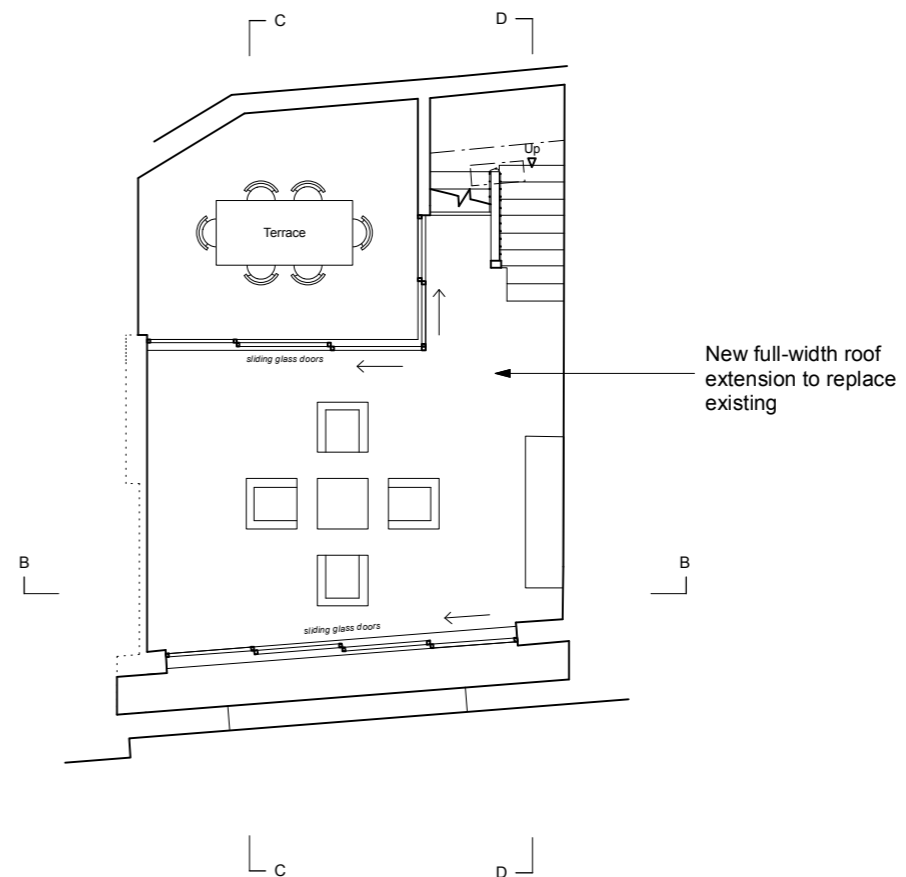 C
D
Up
Terrace
sliding glass doors
New full-width roof
extension to replace
existing
B
B
sliding glass doors
C
D